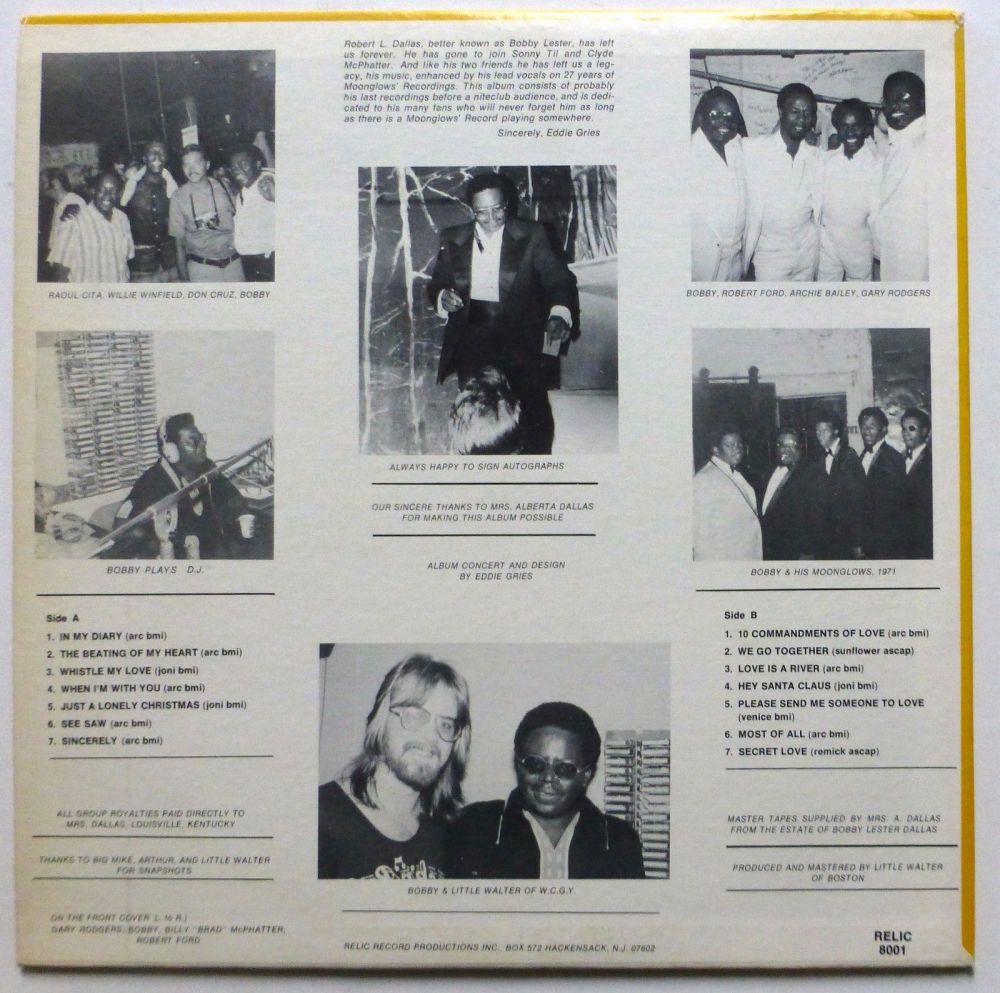 Robert L. Dallas, better known as Bobby Lester, has left
us forever. He has gone to join Sonny Til and Clyde
McPhatter. And like his two friends he has left us a leg-
acy, his music, enhanced by his lead vocals on 27 years of
Moonglows' Recordings. This album consists of probably
his last recordings before a niteclub audience, and is dedi-
cated to his many fans who will never forget him as long
as there is a Moonglows' Record playing somewhere.
Sincerely, Eddie Gries
RAOUL CITA, WILLIE WINFIELD, DON CRUZ, BOBBY
BOBBY, ROBERT FORD, ARCHIE BAILEY, GARY RODGERS
ALWAYS HAPPY TO SIGN AUTOGRAPHS
OUR SINCERE THANKS TO MRS. ALBERTA DALLAS
FOR MAKING THIS ALBUM POSSIBLE
ALBUM CONCERT AND DESIGN
BY EDDIE GRIES
BOBBY PLAYS D.J.
BOBBY & HIS MOONGLOWS, 1971
Side A
1. IN MY DIARY (arc bmi)
2. THE BEATING OF MY HEART (arc bmi)
3. WHISTLE MY LOVE (joni bmi)
4. WHEN I'M WITH YOU (arc bmi)
5. JUST A LONELY CHRISTMAS (joni bmi)
6. SEE SAW (arc bmi)
7. SINCERELY (arc bmi)
Side B
1. 10 COMMANDMENTS OF LOVE (arc bmi)
2. WE GO TOGETHER (sunflower ascap)
3. LOVE IS A RIVER (arc bmi)
4. HEY SANTA CLAUS (joni bmi)
5. PLEASE SEND ME SOMEONE TO LOVE
(venice bmi)
6. MOST OF ALL (arc bmi)
7. SECRET LOVE (remick ascap)
ALL GROUP ROYALTIES PAID DIRECTLY TO
MRS. DALLAS, LOUISVILLE, KENTUCKY
THANKS TO BIG MIKE, ARTHUR, AND LITTLE WALTER
FOR SNAPSHOTS
ON THE FRONT COVER (L. to R.)
GARY RODGERS, BOBBY, BILLY "BRAD" McPHATTER,
ROBERT FORD
BOBBY & LITTLE WALTER OF W.C.G.Y.
RELIC RECORD PRODUCTIONS INC., BOX 572 HACKENSACK, N.J. 07602
MASTER TAPES SUPPLIED BY MRS. A. DALLAS
FROM THE ESTATE OF BOBBY LESTER DALLAS
PRODUCED AND MASTERED BY LITTLE WALTER
OF BOSTON
RELIC
8001